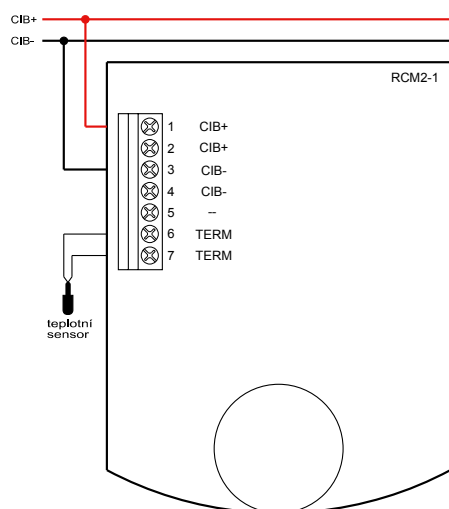 CIB+
CIB-
RCM2-1
1 CIB+
2 CIB+
3 CIB-
4 CIB-
5 --
6 TERM
7 TERM
teplotní
sensor